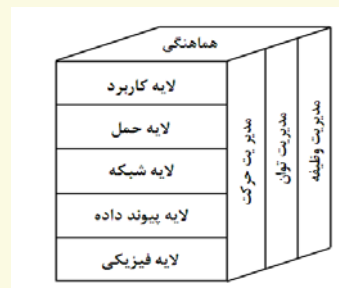 هماهنگی
لایه کاربرد
لایه حمل
لایه شبکه
لایه پیوند داده
لایه فیزیکی
مدیریت حرکت
مدیریت توان
مدیریت وظیفه